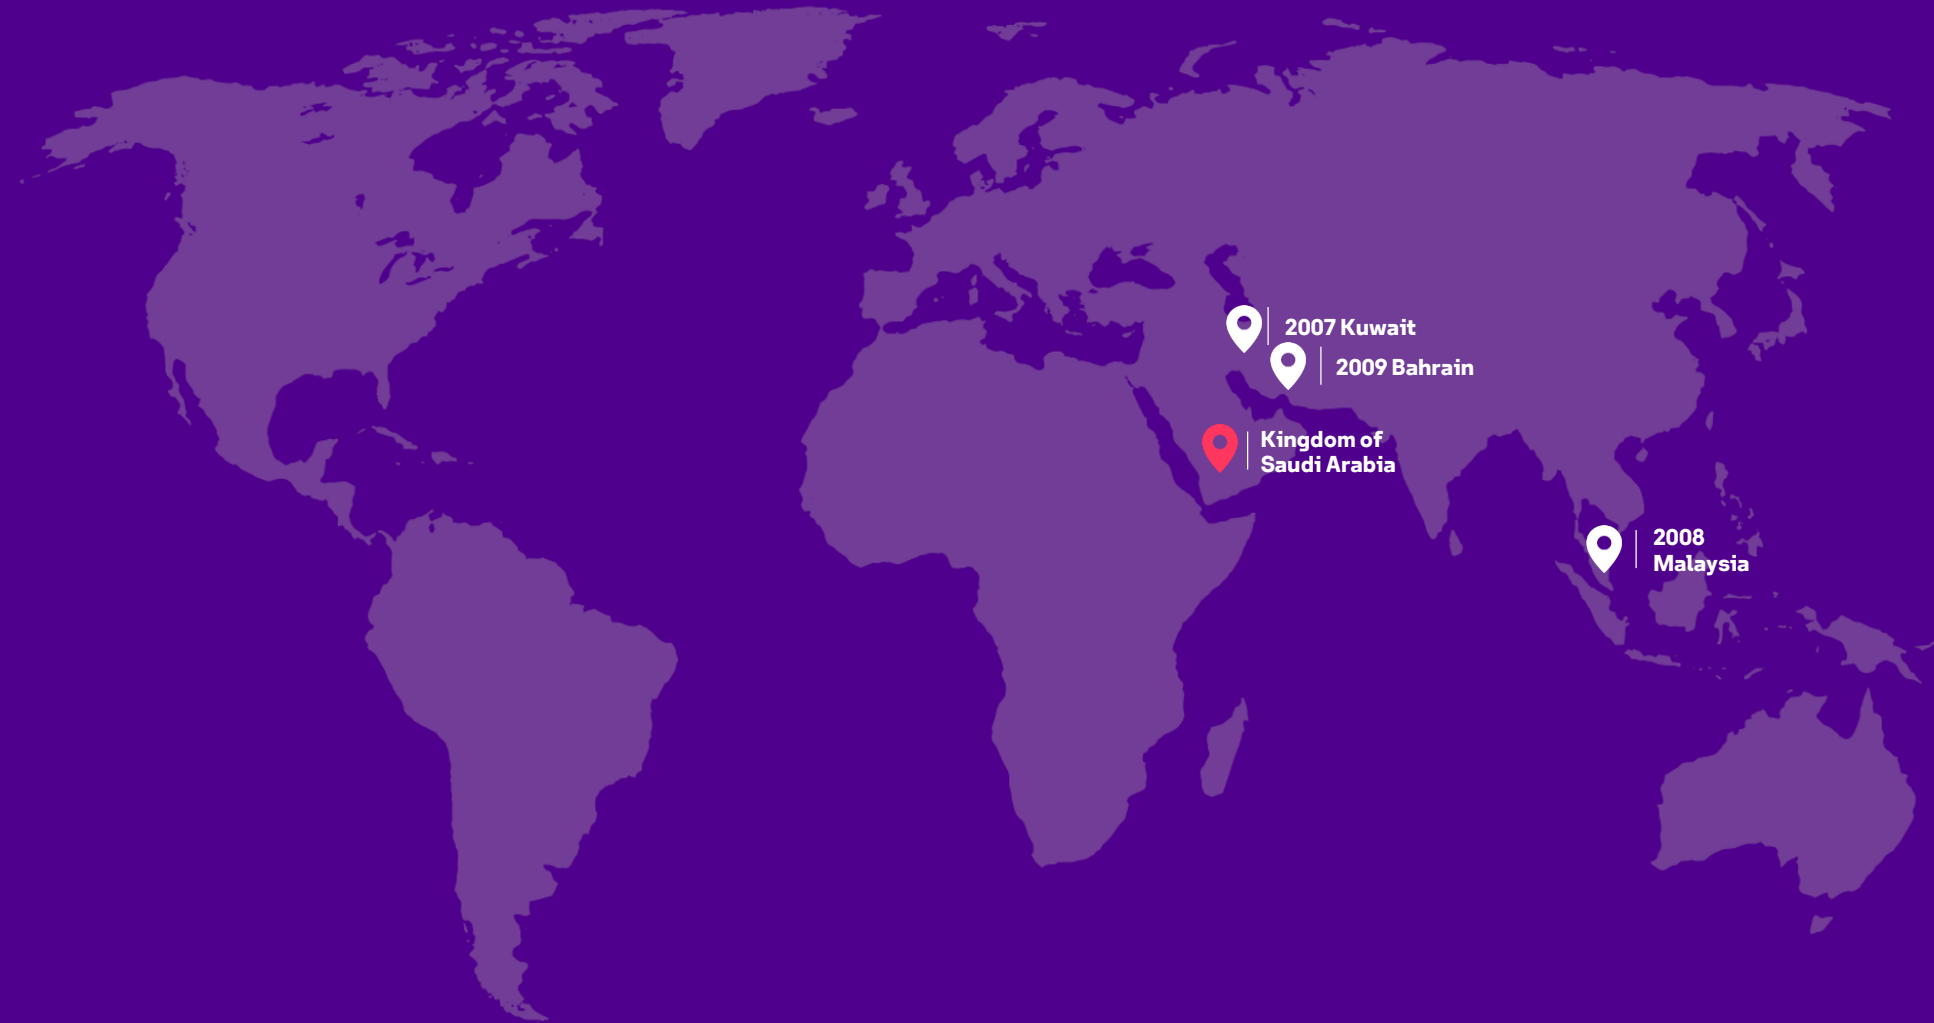 2007 Kuwait
2009 Bahrain
Kingdom of
Saudi Arabia
2008
Malaysia